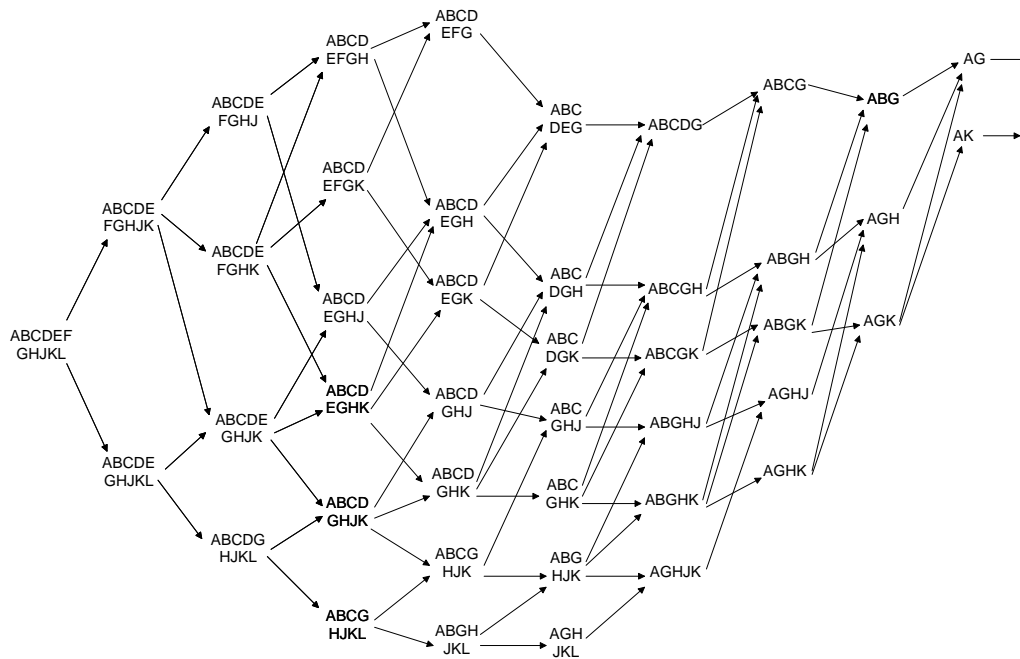 ABCDEF
GHJKL
ABCDE
FGHJK
ABCDE
GHJKL
ABCDE
FGHJ
ABCDE
FGHK
ABCDE
GHJK
ABCDG
HJKL
ABCD
EFGH
ABCD
EFGK
ABCD
EGHJ
ABCD
EGHK
ABCD
GHJK
ABCG
HJKL
ABCD
EFG
ABCD
EGH
ABCD
EGK
ABCD
GHJ
ABCD
GHK
ABCG
HJK
ABGH
JKL
ABC
DEG
ABC
DGH
ABC
DGK
ABC
GHJ
ABC
GHK
ABG
HJK
AGH
JKL
ABCDG
ABCGH
ABCGK
ABGHJ
ABGHK
AGHJK
ABCG
ABGH
ABGK
AGHJ
AGHK
ABG
AGH
AGK
AG
AK